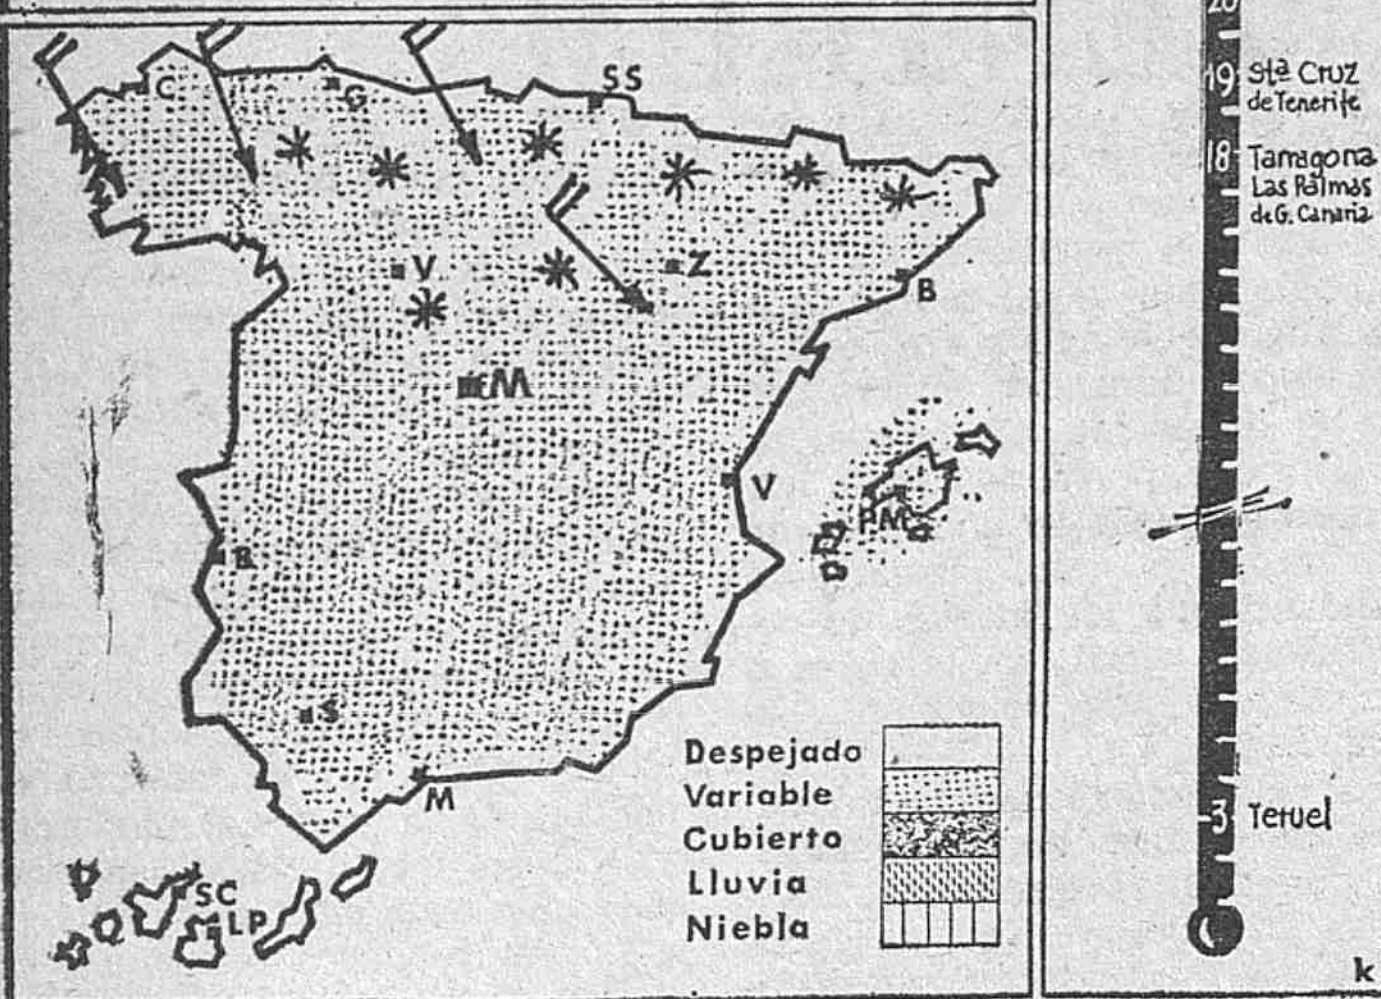 C
G
SS
V
Z
B
M
V
PM
B
S
M
SC
LP
Despejado
Variable
Cubierto
Lluvia
Niebla
20
19 Sta Cruz
de Tenerife
18 Tarragona
Las Palmas
de G. Canaria
-3 Teruel
k